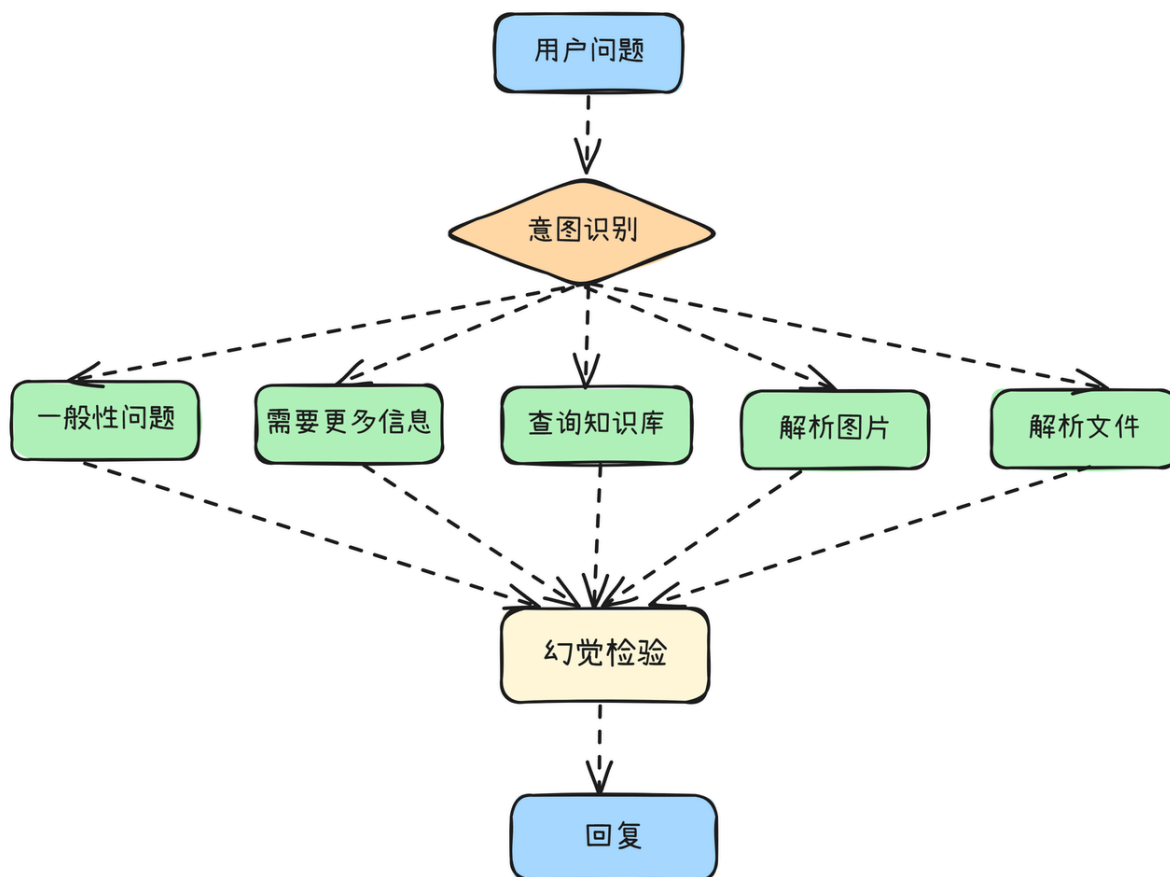 用户问题
意图识别
一般性问题
需要更多信息
查询知识库
解析图片
解析文件
幻觉检验
回复